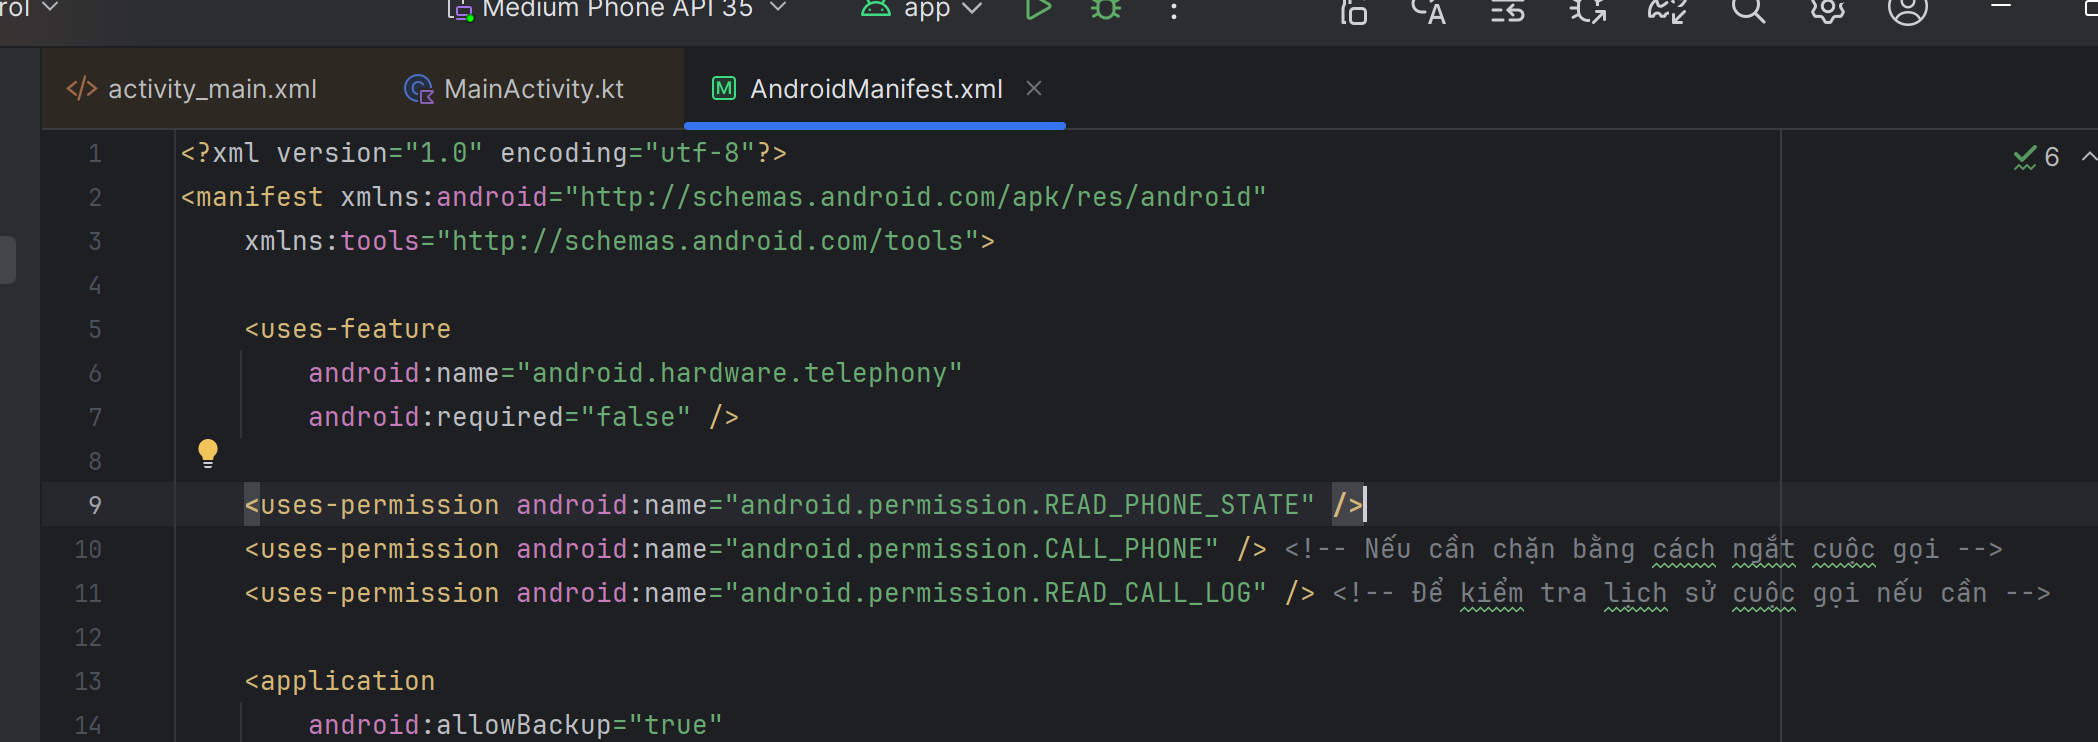 Medium Phone API 35
app
activity_main.xml
MainActivity.kt
AndroidManifest.xml
6
1 <?xml version="1.0" encoding="utf-8"?>
2 <manifest xmlns:android="http://schemas.android.com/apk/res/android"
3 xmlns:tools="http://schemas.android.com/tools">
4
5 <uses-feature
6 android:name="android.hardware.telephony"
7 android:required="false" />
8
9 <uses-permission android:name="android.permission.READ_PHONE_STATE" />
10 <uses-permission android:name="android.permission.CALL_PHONE" /> <!-- Nếu cần chặn bằng cách ngắt cuộc gọi -->
11 <uses-permission android:name="android.permission.READ_CALL_LOG" /> <!-- Để kiểm tra lịch sử cuộc gọi nếu cần -->
12
13 <application
14 android:allowBackup="true"